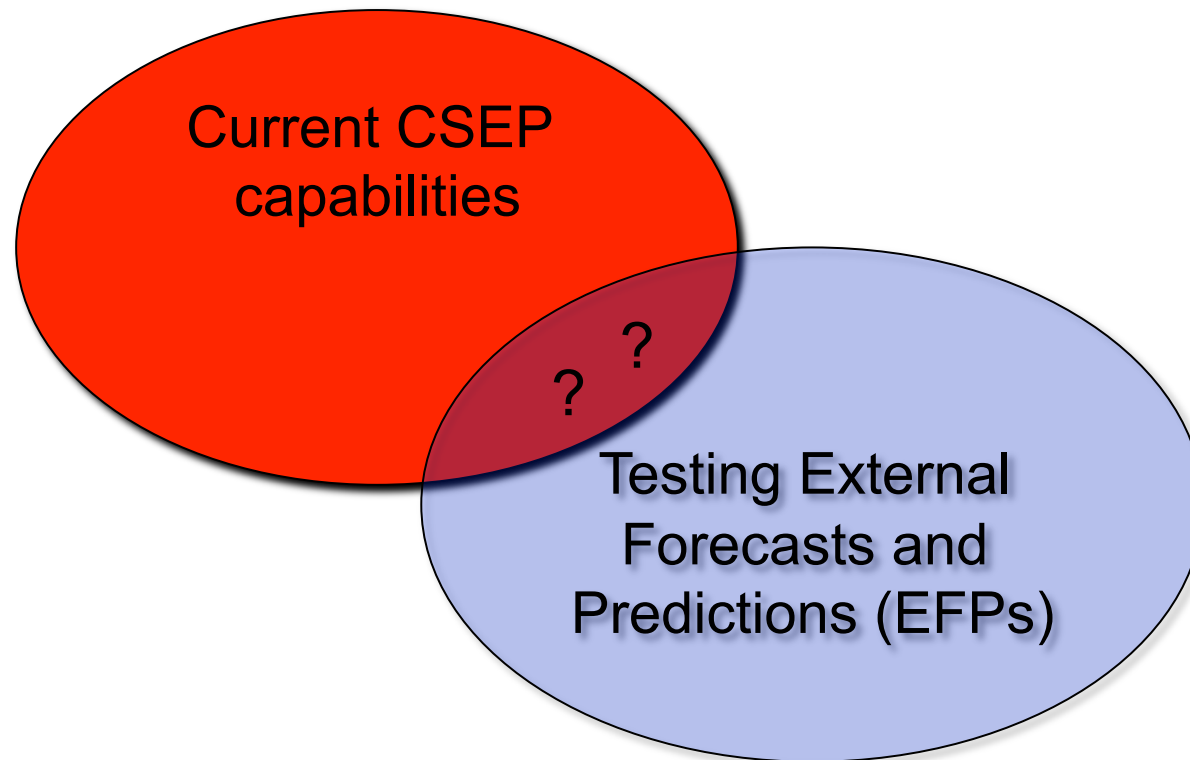 Current CSEP
capabilities
?
?
Testing External
Forecasts and
Predictions (EFPs)